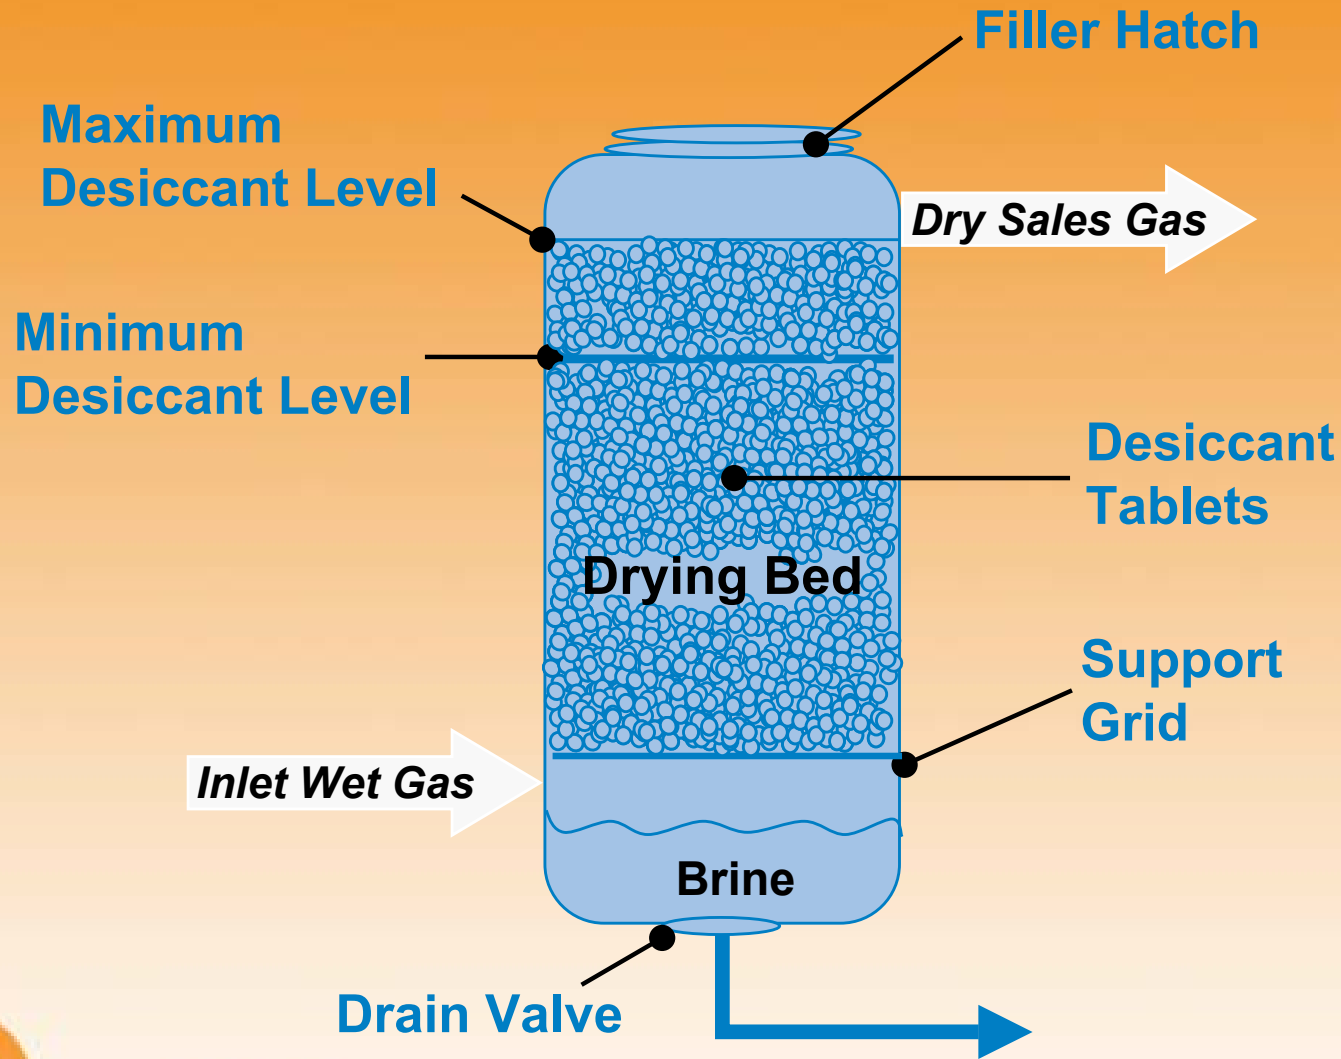 Filler Hatch
Maximum
Desiccant Level
Dry Sales Gas
Minimum
Desiccant Level
Desiccant
Tablets
Drying Bed
Support
Grid
Inlet Wet Gas
Brine
Drain Valve